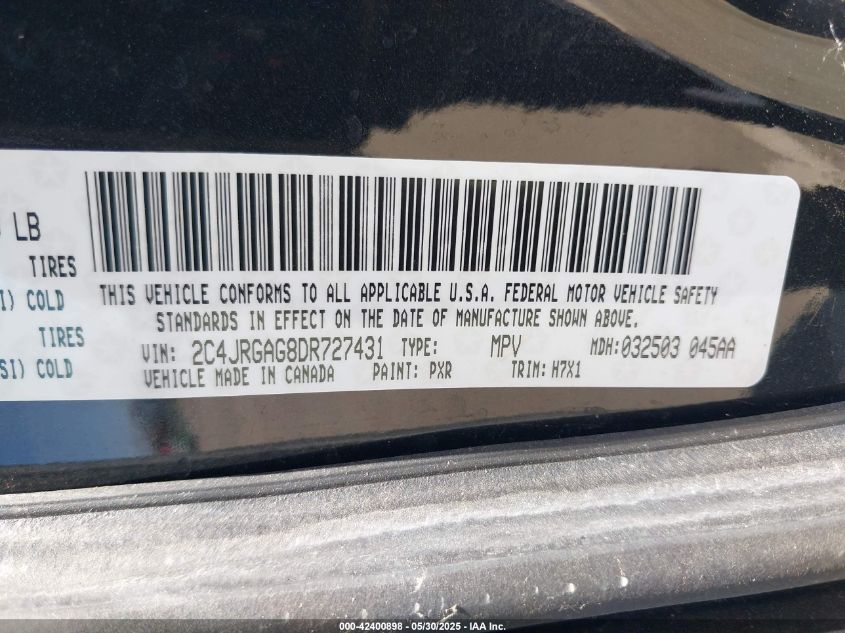 LB
TIRES
I) COLD
TIRES
SI) COLD
THIS VEHICLE CONFORMS TO ALL APPLICABLE U.S.A. FEDERAL MOTOR VEHICLE SAFETY
STANDARDS IN EFFECT ON THE DATE OF MANUFACTURE SHOWN ABOVE.
VIN: 2C4JRGAG8DR727431 TYPE: MPV MDH:032503 045AA
VEHICLE MADE IN CANADA PAINT: PXR TRIM: H7X1
000-42400898 - 05/30/2025 - IAA Inc.